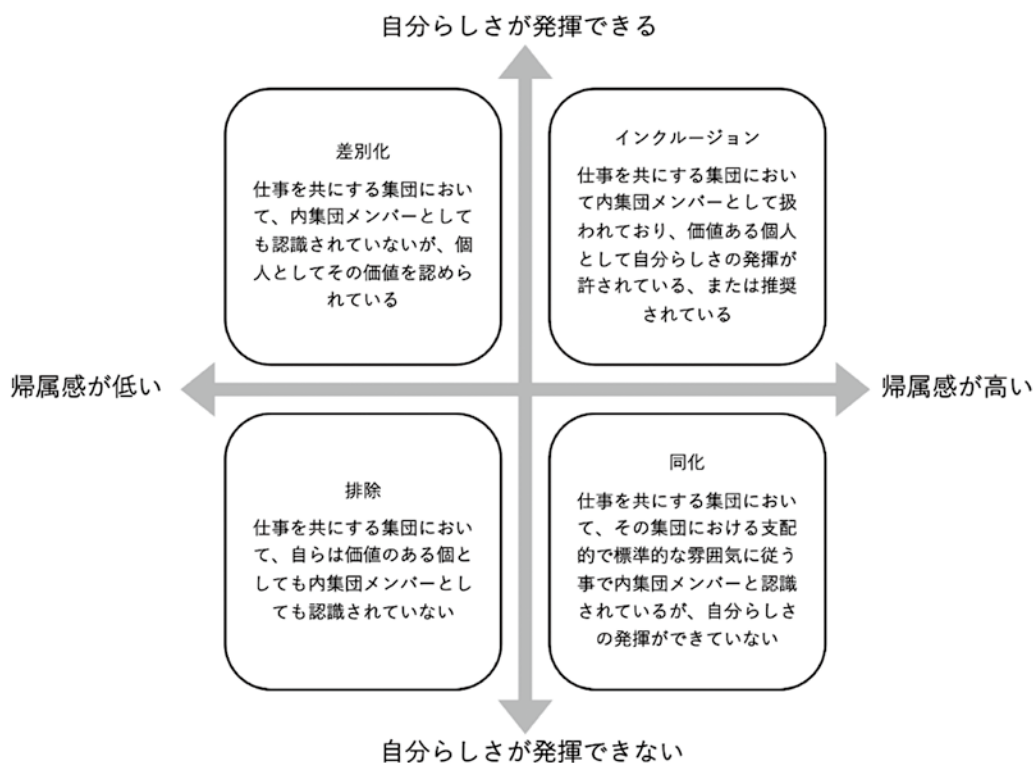 自分らしさが発揮できる
差別化
仕事を共にする集団におい
て、内集団メンバーとして
も認識されていないが、個
人としてその価値を認めら
れている
インクルージョン
仕事を共にする集団におい
て内集団メンバーとして扱
われており、価値ある個人
として自分らしさの発揮が
許されている、または推奨
されている
帰属感が低い
帰属感が高い
排除
仕事を共にする集団におい
て、自らは価値のある個と
しても内集団メンバーとし
ても認識されていない
同化
仕事を共にする集団におい
て、その集団における支配
的で標準的な雰囲気に従う
事で内集団メンバーと認識
されているが、自分らしさ
の発揮ができていない
自分らしさが発揮できない